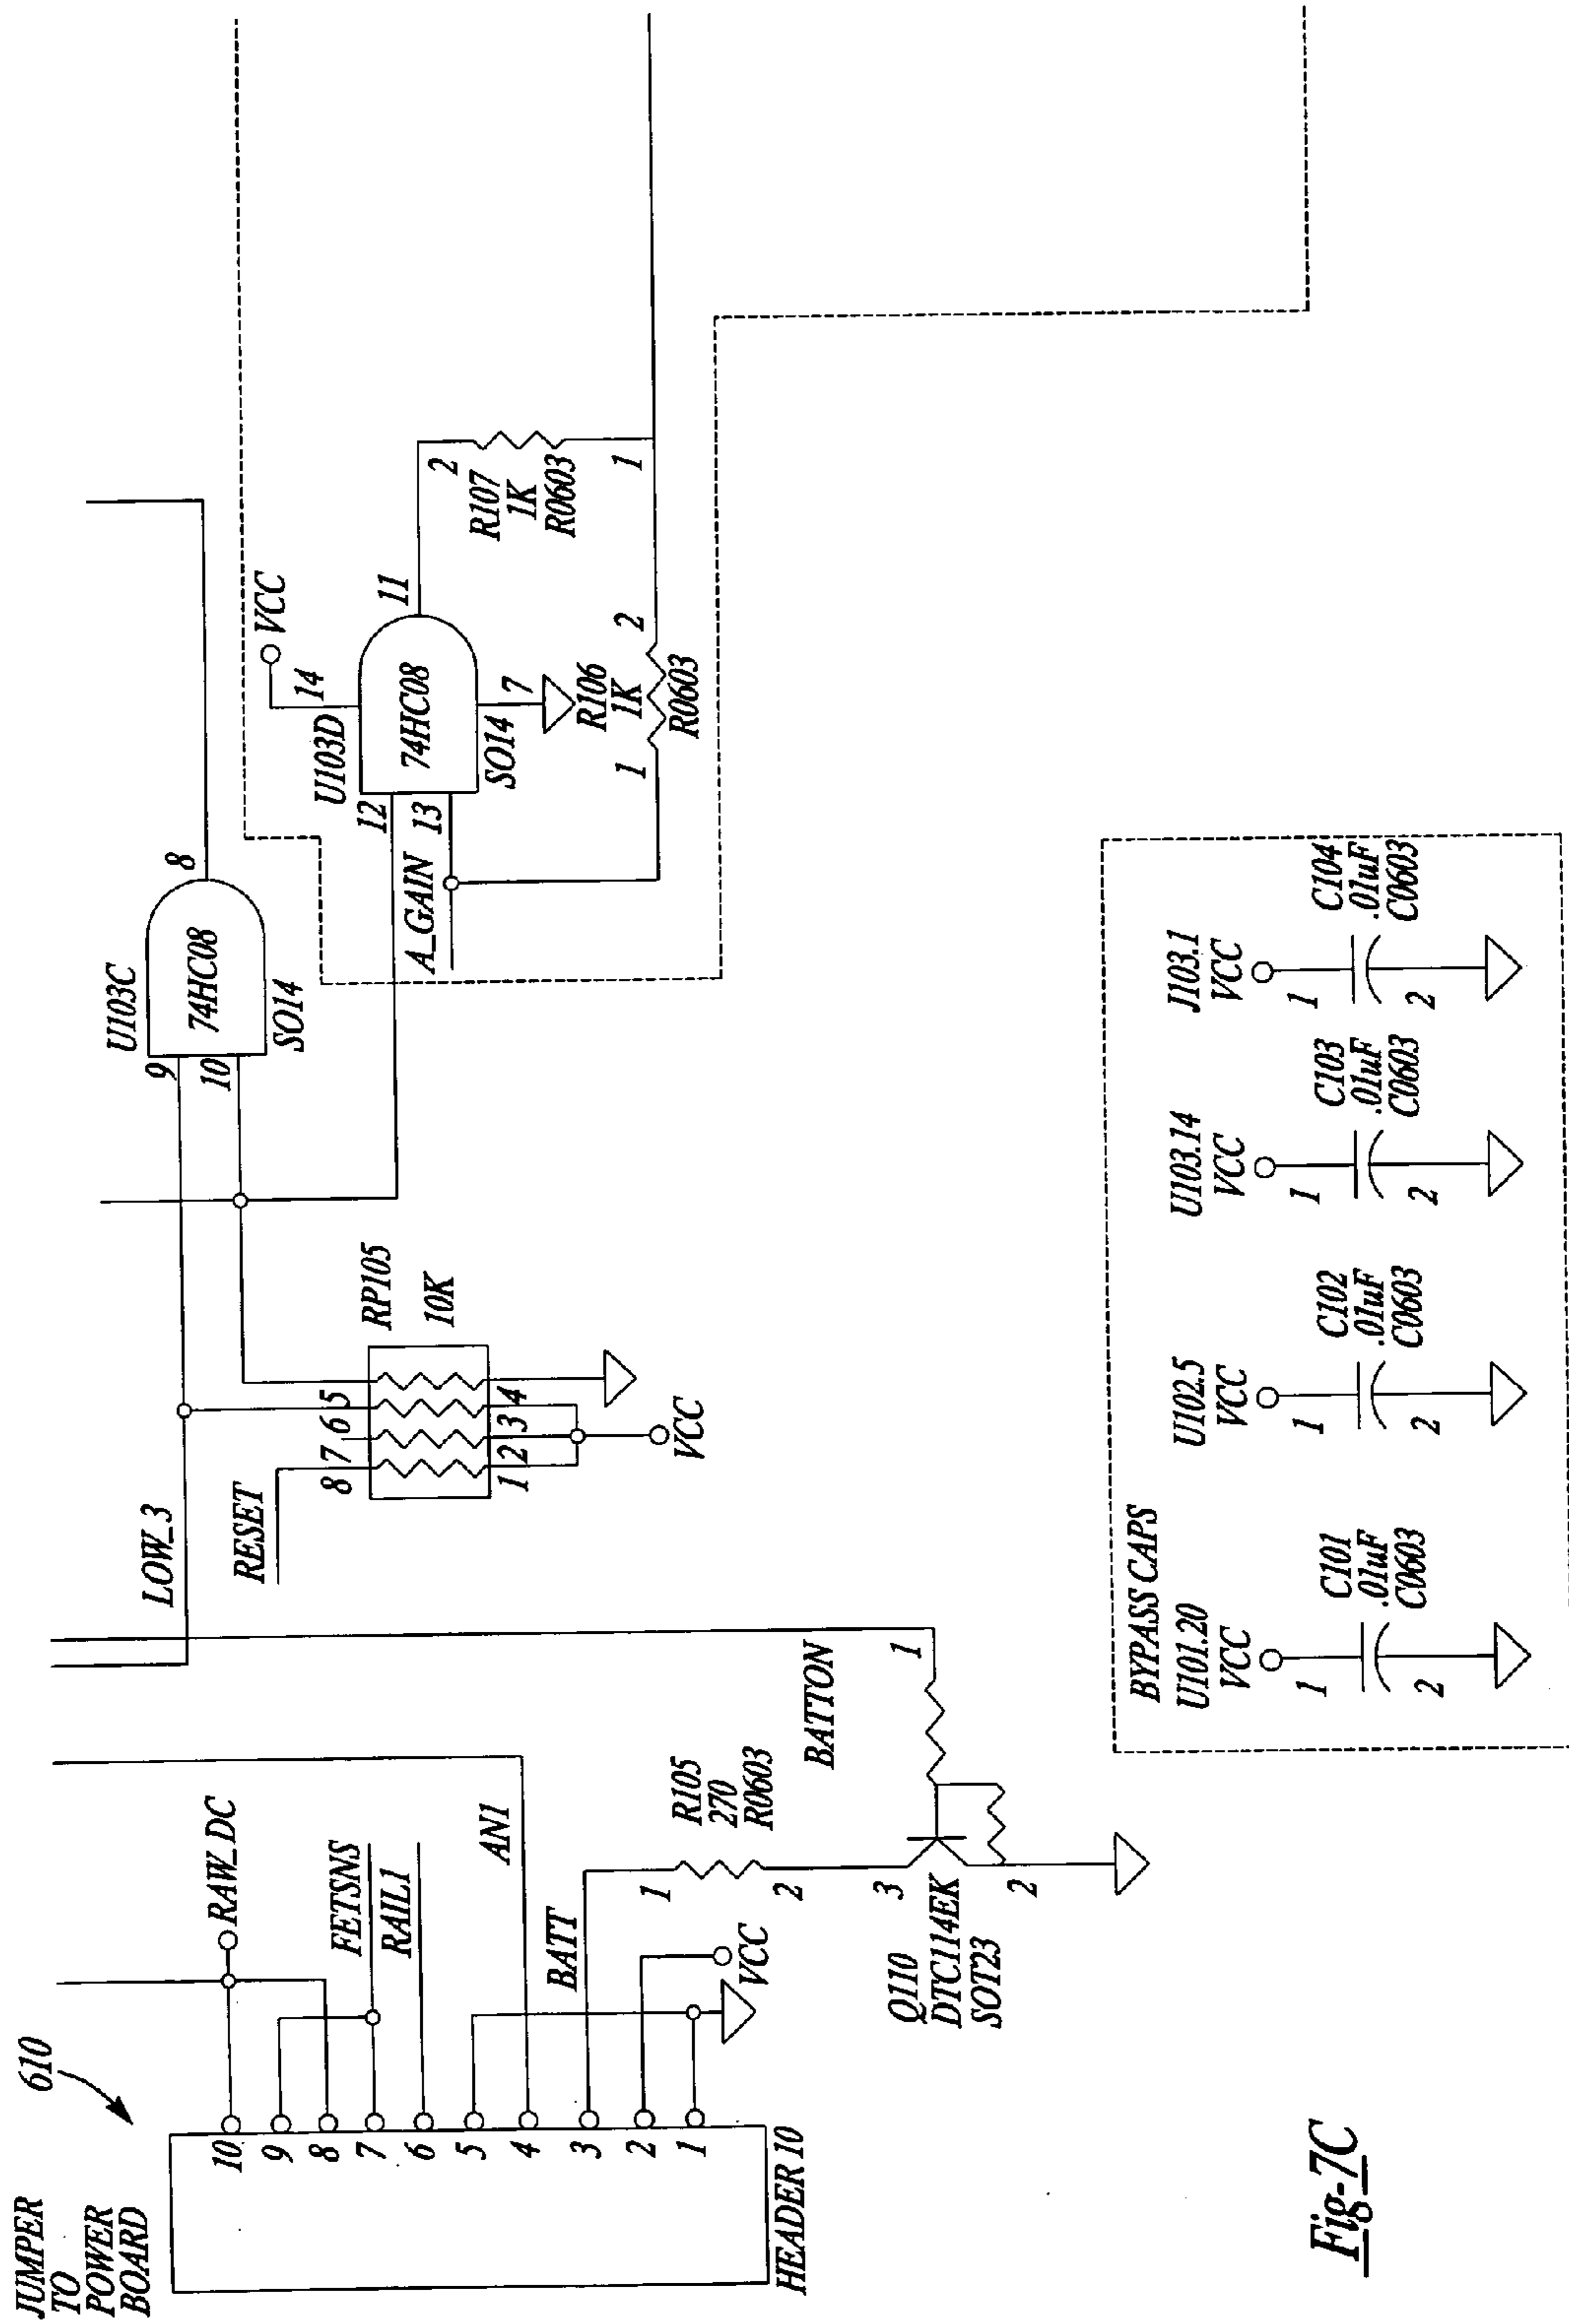 JUMPER
TO
POWER
BOARD
610
10
9
8
7
6
5
4
3
2
1
HEADER 10
RAW_DC
FETSNS
RAIL1
AN1
BATT
VCC
1
R105
270
R0603
2
3
Q110
DTC114EK
SOT23
2
BATTON
1
LOW_3
RESET
8
7
6
5
RP105
10K
1
2
3
4
VCC
U103C
9
10
74HC08
SO14
8
A_GAIN
12
13
U103D
74HC08
SO14
14
VCC
7
11
2
R107
1K
R0603
1
R106
1K
1
2
R0603
BYPASS CAPS
U101.20
VCC
1
2
C101
.01uF
C0603
U102.5
VCC
1
2
C102
.01uF
C0603
U103.14
VCC
1
2
C103
.01uF
C0603
J103.1
VCC
1
2
C104
.01uF
C0603
Fig-7C